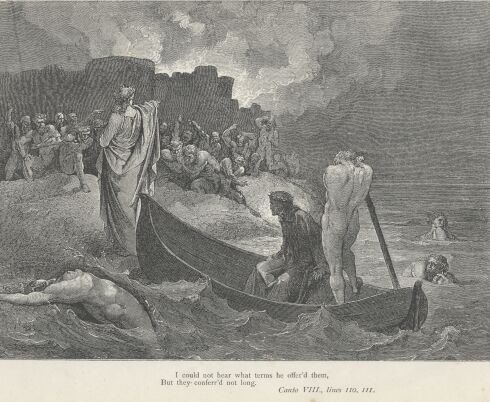 I could not hear what terms he offer'd them,
But they conferr'd not long.
Canto VIII., lines 110, 111.